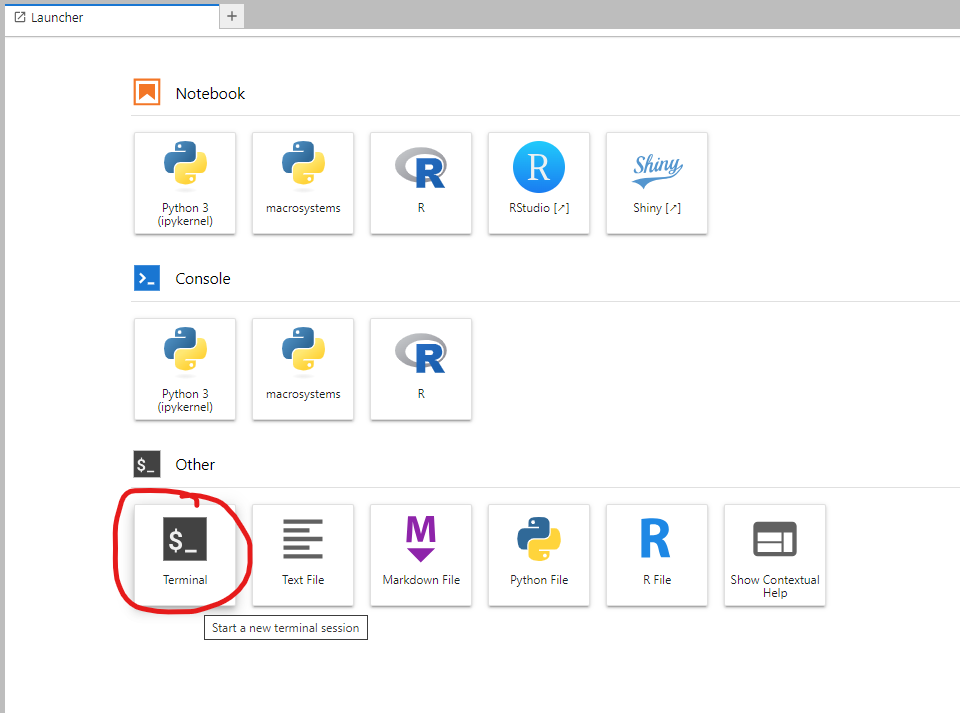 Launcher
+
Notebook
Python 3
(ipykernel)
macrosystems
R
R
R
RStudio [↗]
Shiny
Shiny [↗]
>_
Console
Python 3
(ipykernel)
macrosystems
R
R
$_
Other
$_
Terminal
Text File
M
Markdown File
Python File
R
R File
Show Contextual
Help
Start a new terminal session